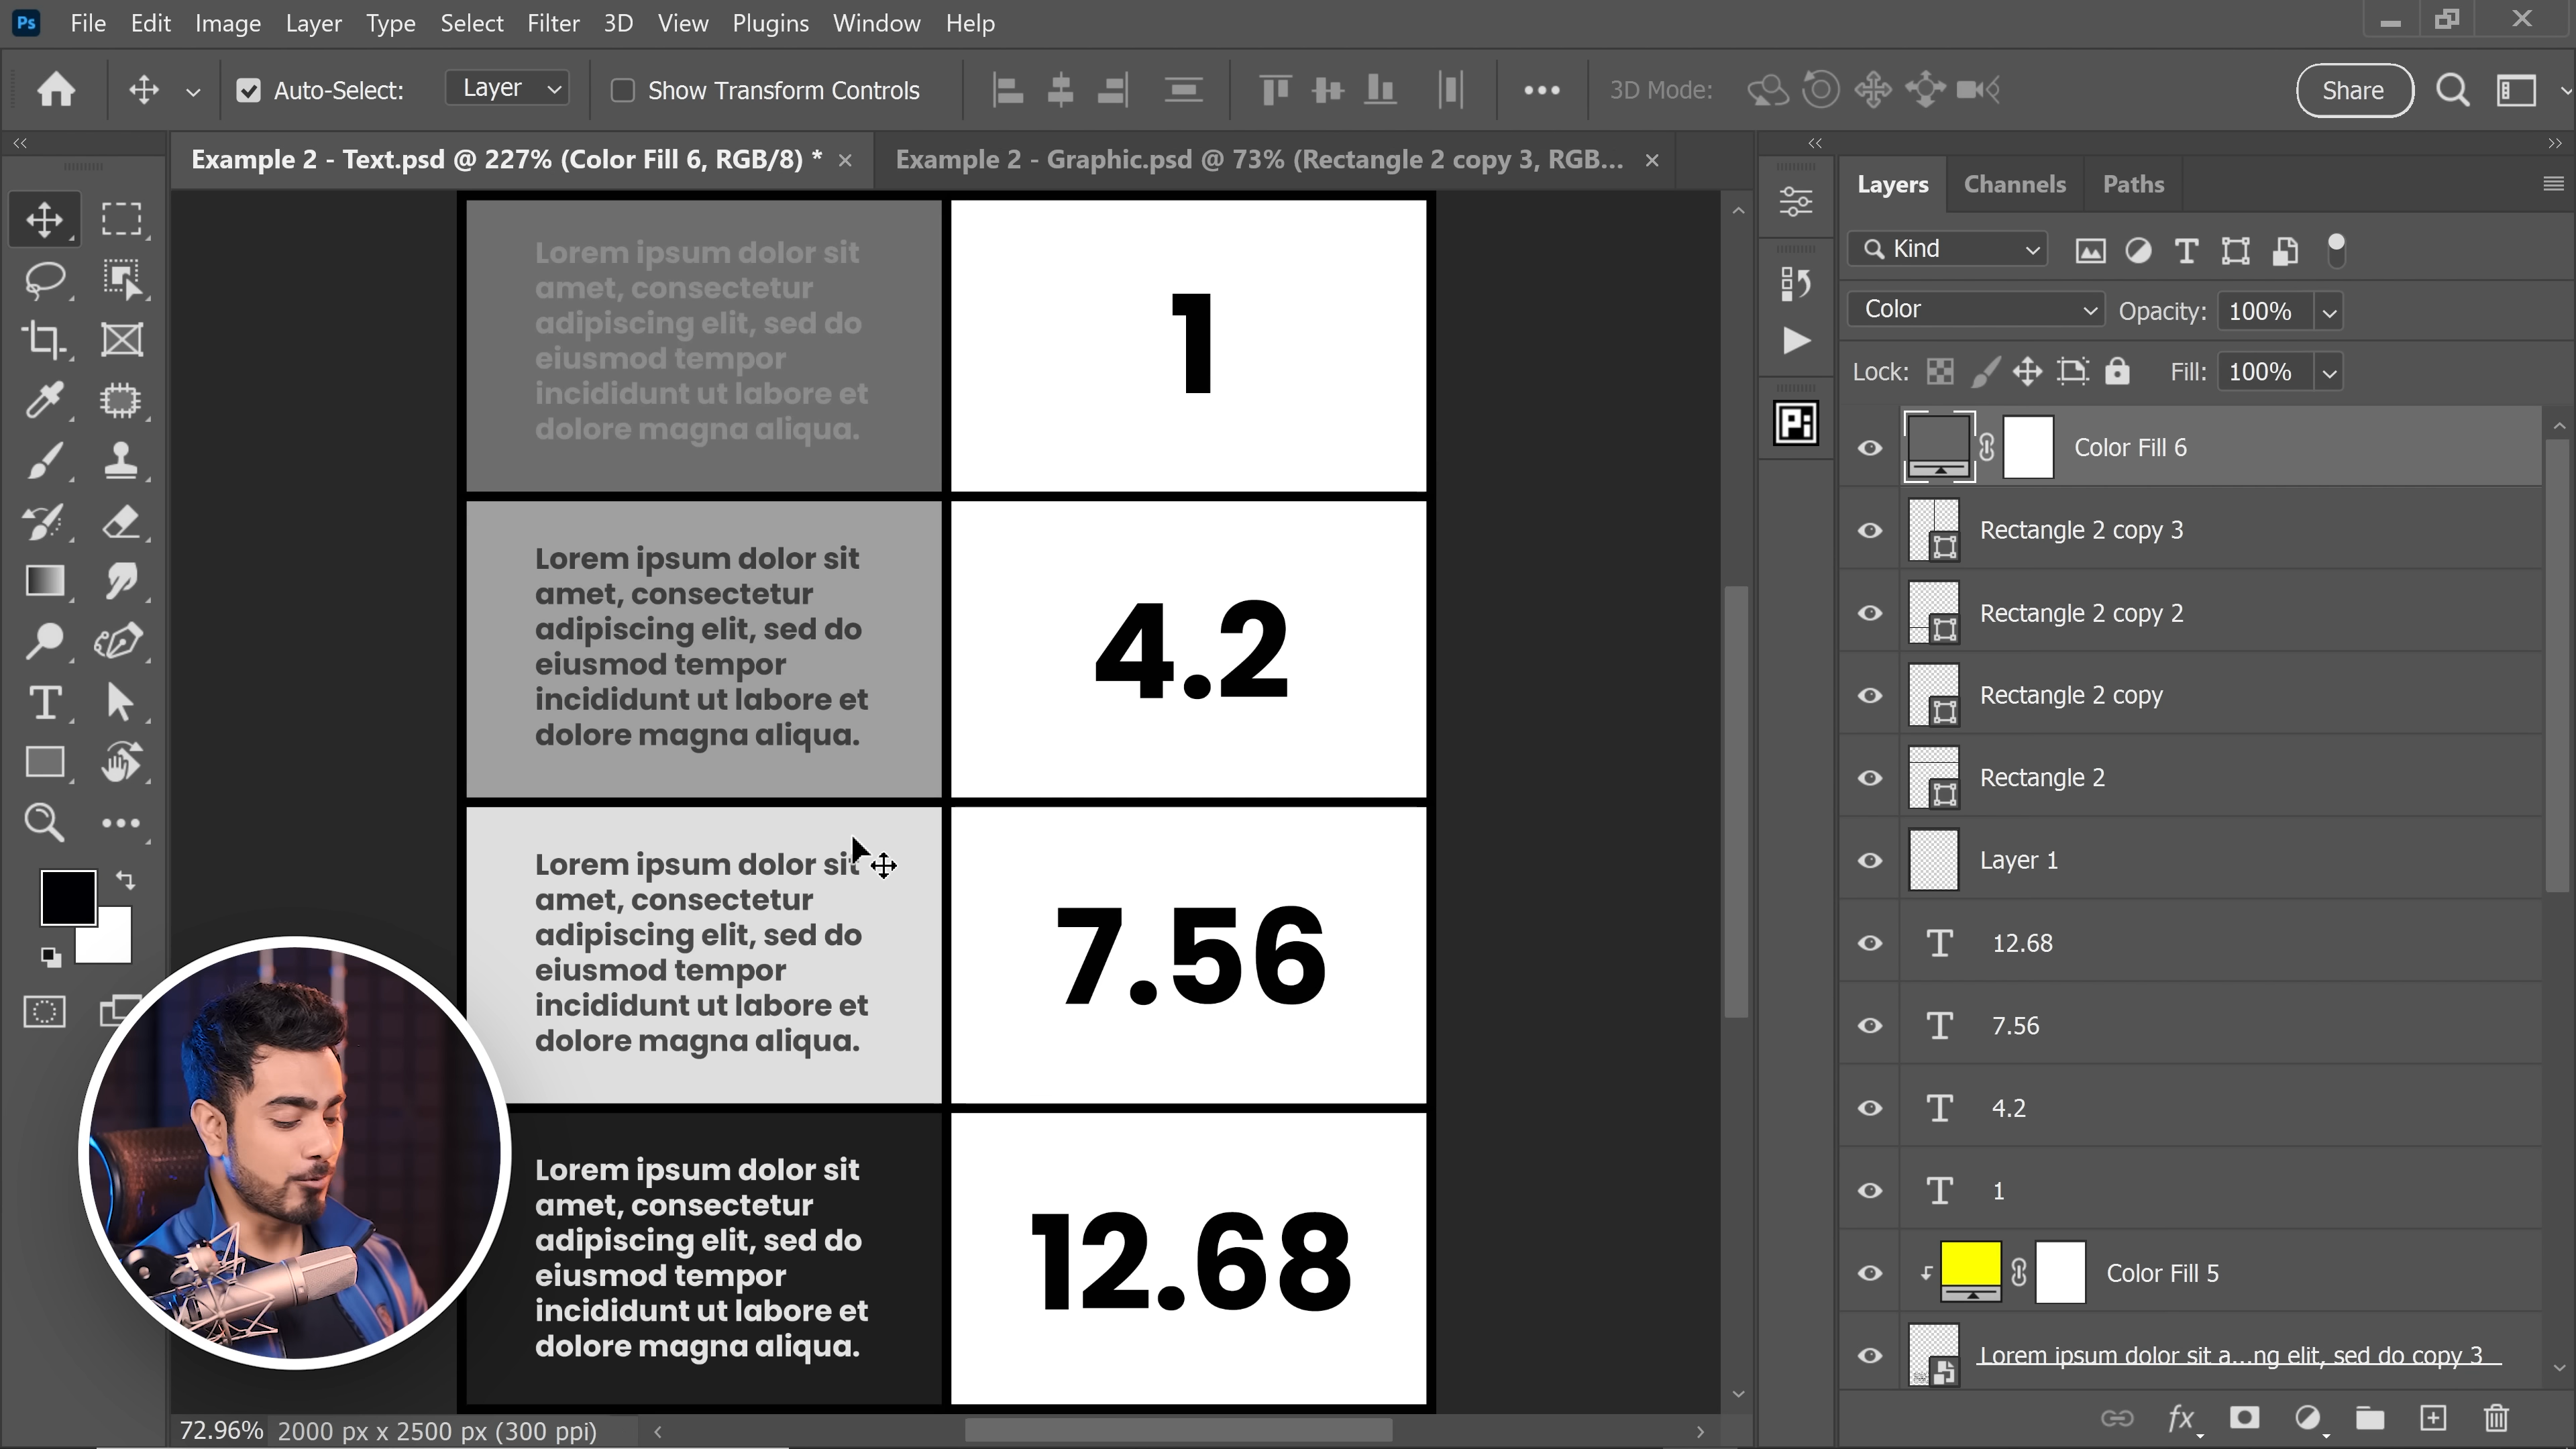 Ps File Edit Image Layer Type Select Filter 3D View Plugins Window Help
Auto-Select: Layer Show Transform Controls 3D Mode: Share
Example 2 - Text.psd @ 227% (Color Fill 6, RGB/8) * Example 2 - Graphic.psd @ 73% (Rectangle 2 copy 3, RGB...
Lorem ipsum dolor sit
amet, consectetur
adipiscing elit, sed do
eiusmod tempor
incididunt ut labore et
dolore magna aliqua.
1
Lorem ipsum dolor sit
amet, consectetur
adipiscing elit, sed do
eiusmod tempor
incididunt ut labore et
dolore magna aliqua.
4.2
Lorem ipsum dolor sit
amet, consectetur
adipiscing elit, sed do
eiusmod tempor
incididunt ut labore et
dolore magna aliqua.
7.56
Lorem ipsum dolor sit
amet, consectetur
adipiscing elit, sed do
eiusmod tempor
incididunt ut labore et
dolore magna aliqua.
12.68
72.96% 2000 px x 2500 px (300 ppi)
Pi
Layers Channels Paths
Kind
Color Opacity: 100%
Lock: Fill: 100%
Color Fill 6
Rectangle 2 copy 3
Rectangle 2 copy 2
Rectangle 2 copy
Rectangle 2
Layer 1
12.68
7.56
4.2
1
Color Fill 5
Lorem ipsum dolor sit a...ng elit, sed do copy 3
fx